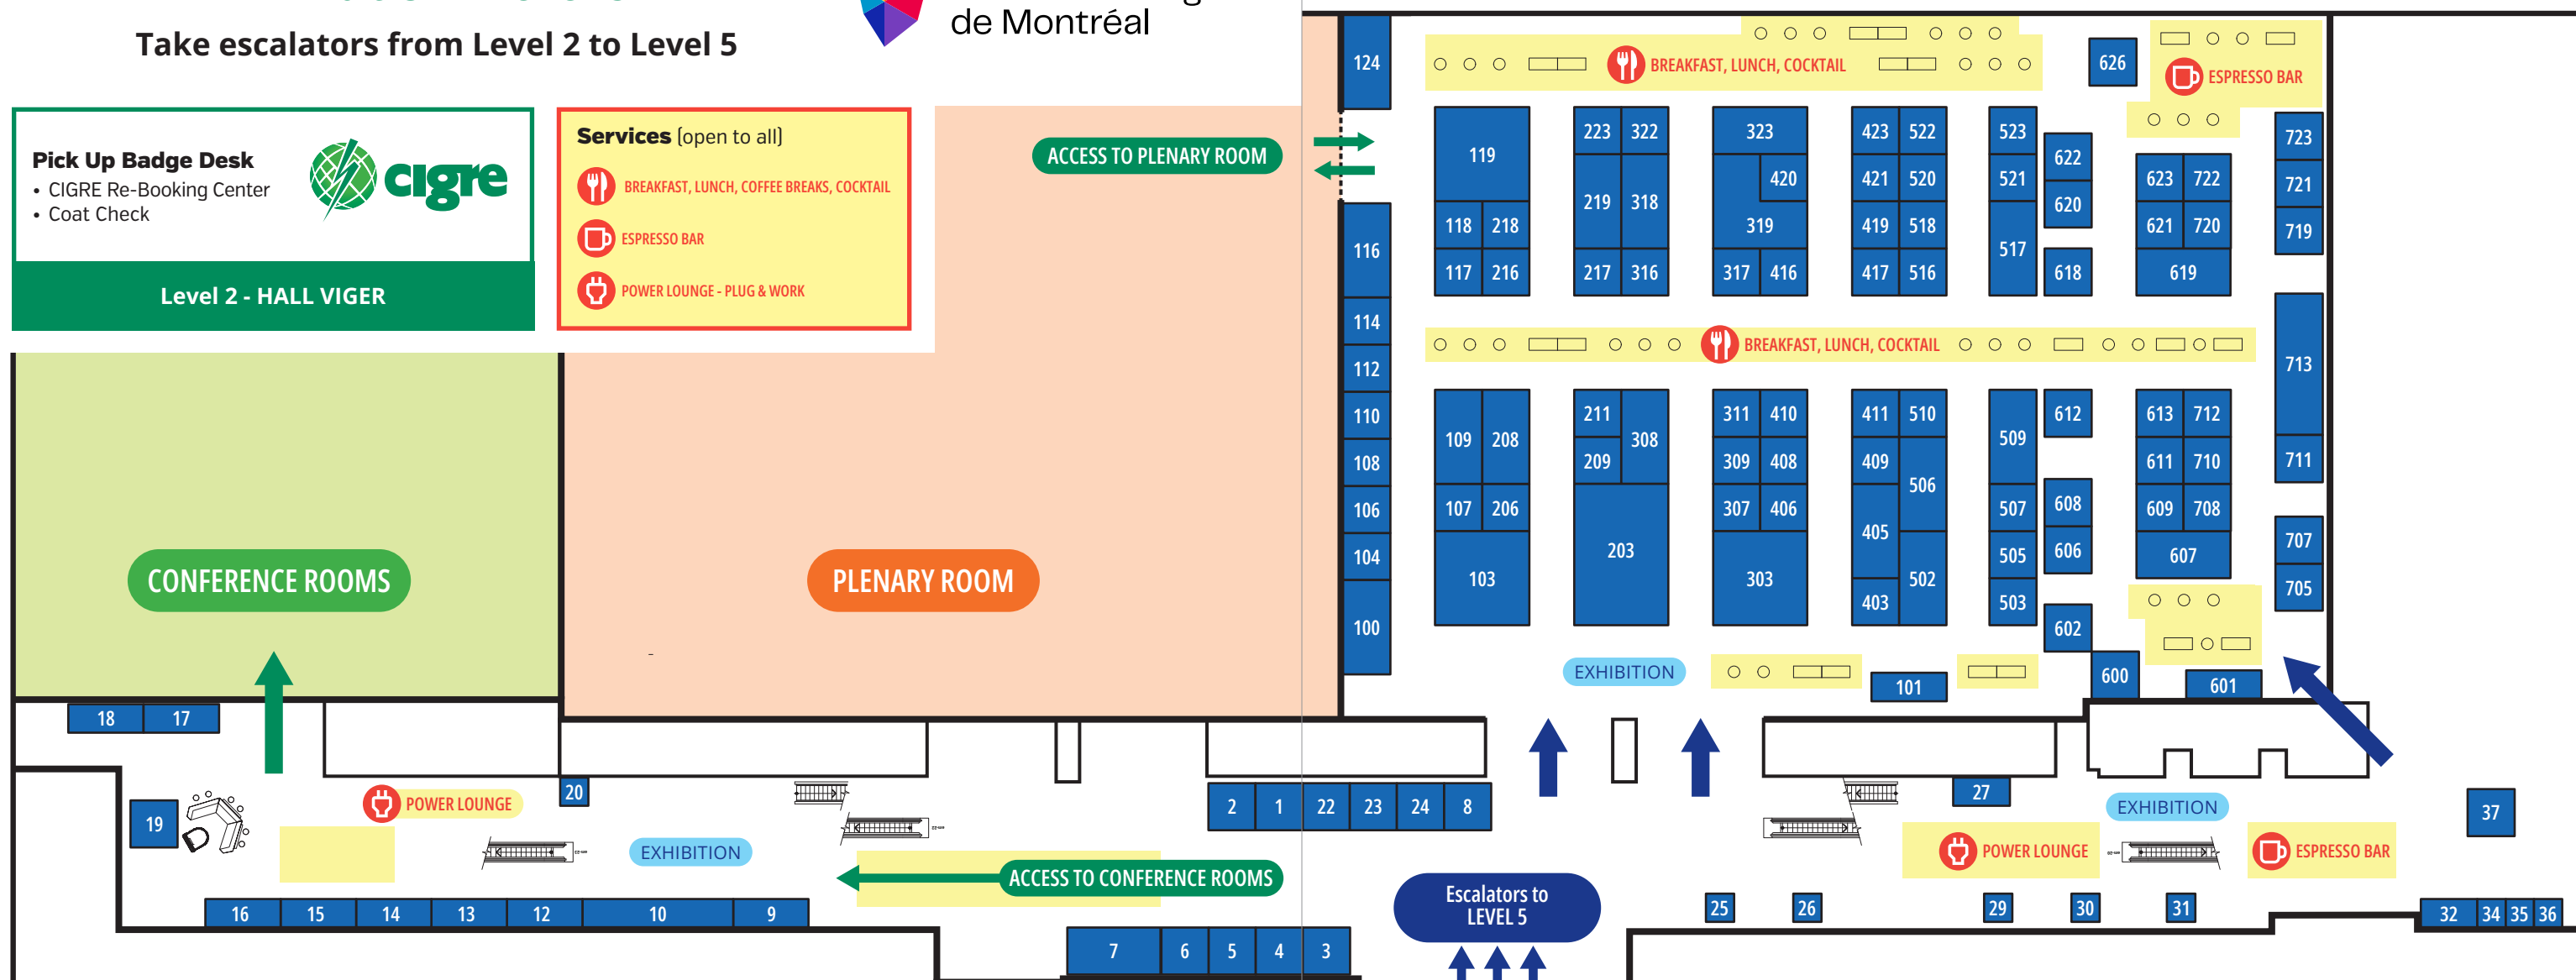 Take escalators from Level 2 to Level 5
de Montréal
Pick Up Badge Desk
• CIGRE Re-Booking Center
• Coat Check
cigre
Level 2 - HALL VIGER
Services (open to all)
BREAKFAST, LUNCH, COFFEE BREAKS, COCKTAIL
ESPRESSO BAR
POWER LOUNGE - PLUG & WORK
ACCESS TO PLENARY ROOM
CONFERENCE ROOMS
PLENARY ROOM
124
116
114
112
110
108
106
104
100
BREAKFAST, LUNCH, COCKTAIL
626
ESPRESSO BAR
119
223 322
323
423 522
523
622
723
219 318
420
421 520
521
620
623 722
721
118 218
319
419 518
517
621 720
719
117 216
217 316
317 416
417 516
618
619
BREAKFAST, LUNCH, COCKTAIL
713
109 208
211
308
311 410
411 510
509
612
613 712
209
309 408
409
506
611 710
711
107 206
203
307 406
405
507
608
609 708
707
103
303
502
505
606
607
705
403
503
602
EXHIBITION
101
600
601
18 17
19
POWER LOUNGE
20
EXHIBITION
2 1 22 23 24 8
27
EXHIBITION
37
POWER LOUNGE
ESPRESSO BAR
ACCESS TO CONFERENCE ROOMS
Escalators to
LEVEL 5
16 15 14 13 12 10 9
25 26 29 30 31
32 34 35 36
7 6 5 4 3